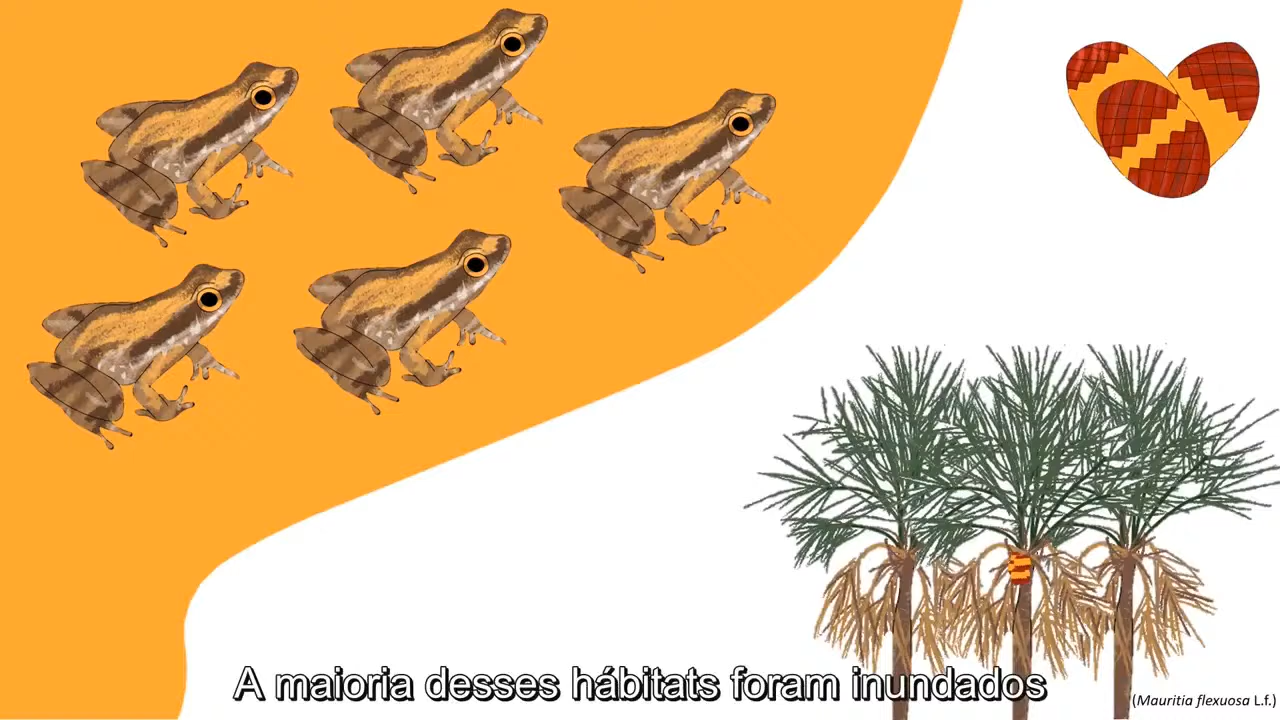 A maioria desses hábitats foram inundados
(Mauritia flexuosa L.f.)